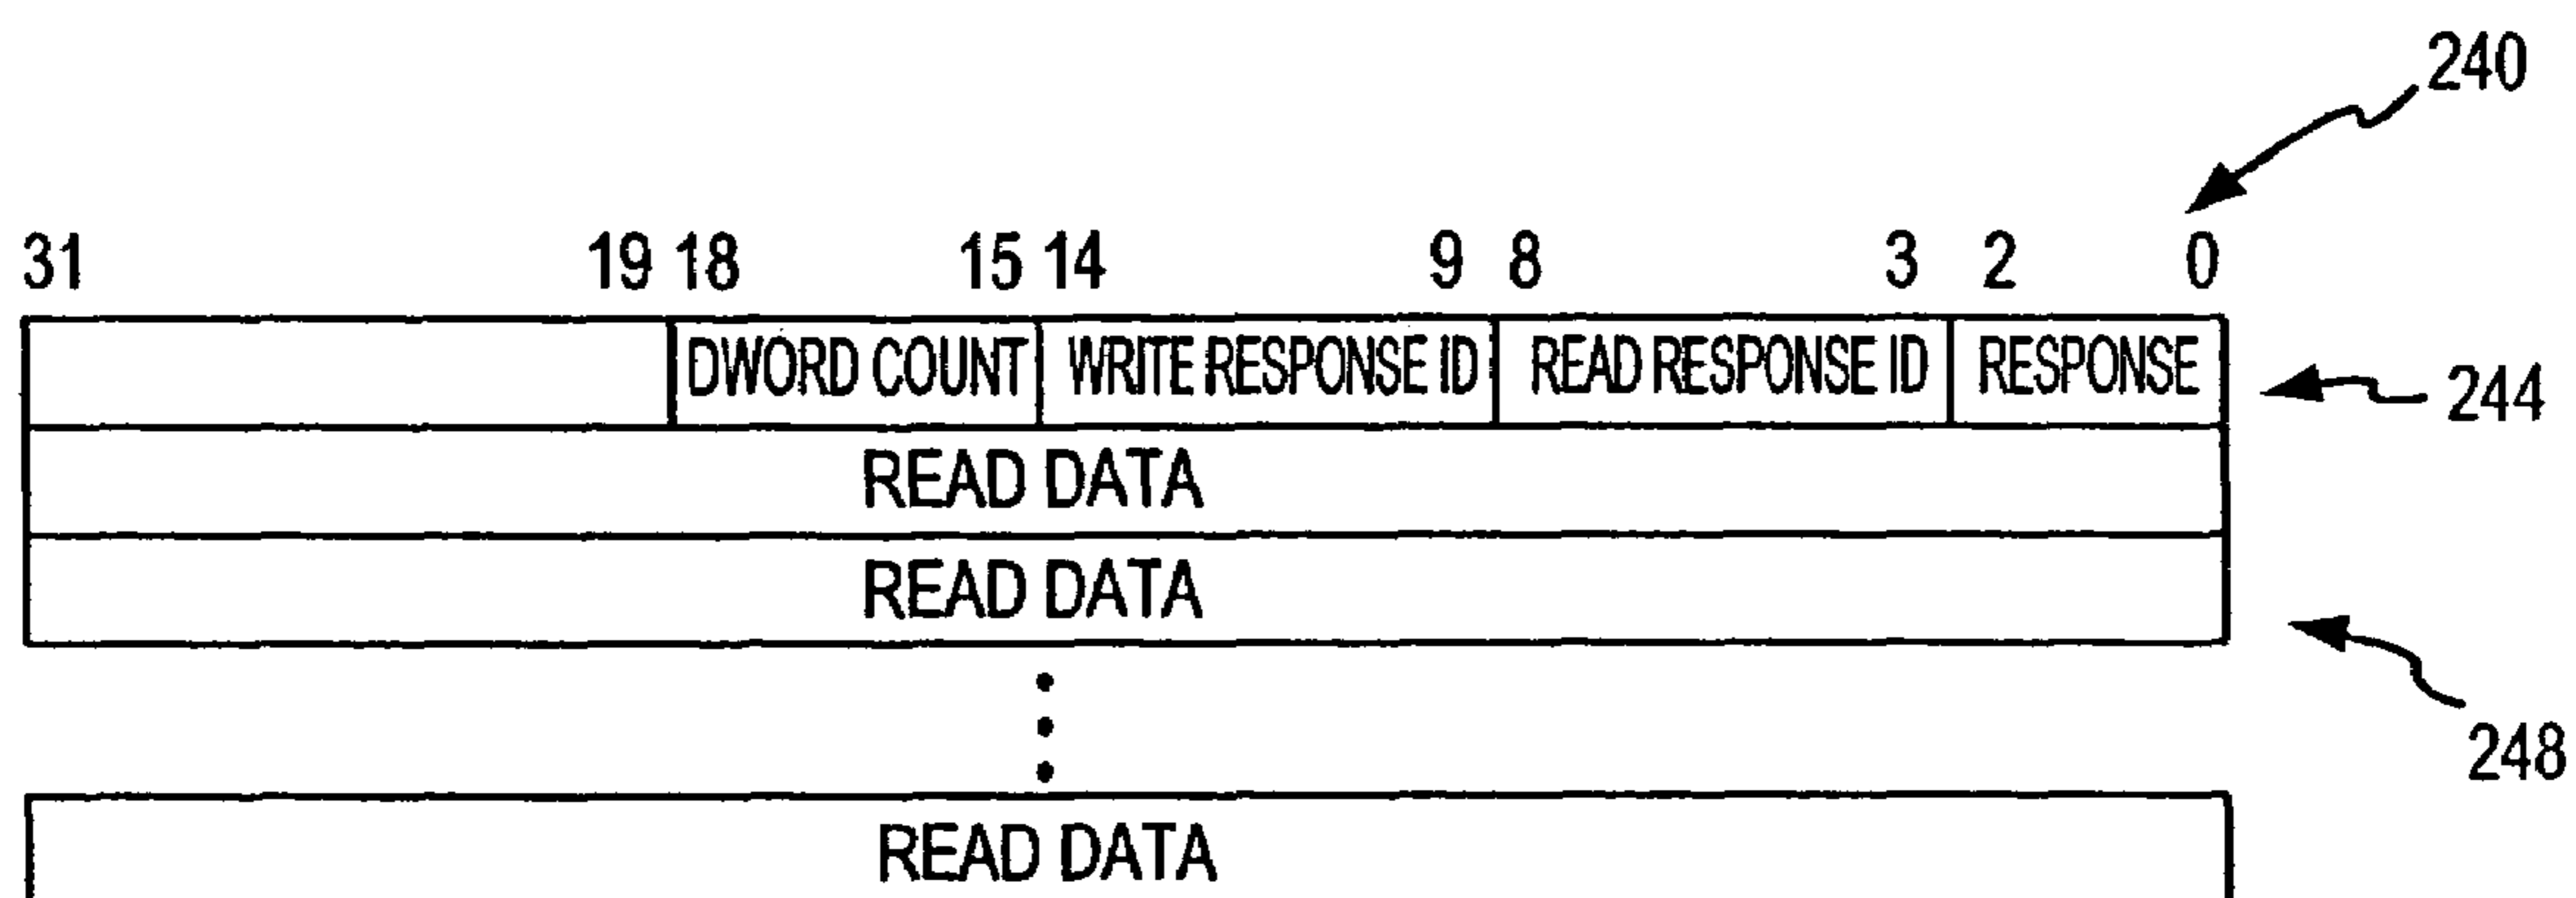 240
31 19 18 15 14 9 8 3 2 0
DWORD COUNT WRITE RESPONSE ID READ RESPONSE ID RESPONSE
244
READ DATA
READ DATA
248
READ DATA